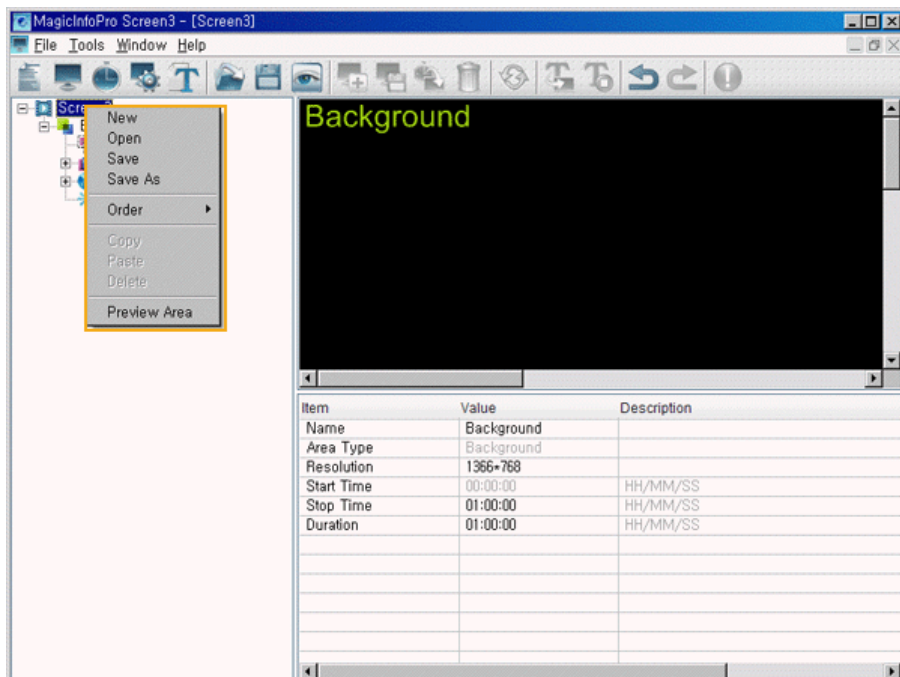 MagicInfoPro Screen3 - [Screen3]
File Tools Window Help
Background
New
Open
Save
Save As
Order
Copy
Paste
Delete
Preview Area
Item Value Description
Name Background
Area Type Background
Resolution 1366*768
Start Time 00:00:00 HH/MM/SS
Stop Time 01:00:00 HH/MM/SS
Duration 01:00:00 HH/MM/SS